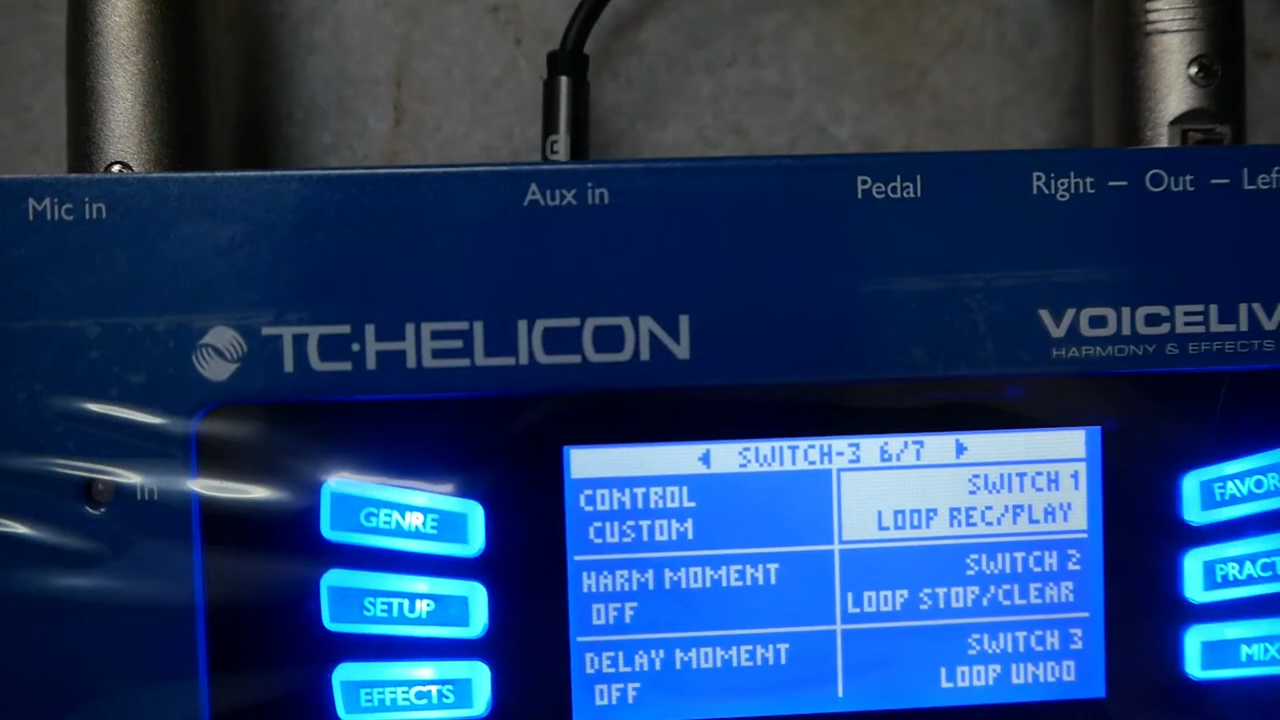 Mic in
Aux in
Pedal
Right – Out – Lef
TC·HELICON
VOICELIV
HARMONY & EFFECTS
In
GENRE
SETUP
EFFECTS
SWITCH-3 6/7
CONTROL
CUSTOM
SWITCH 1
LOOP REC/PLAY
HARM MOMENT
OFF
SWITCH 2
LOOP STOP/CLEAR
DELAY MOMENT
OFF
SWITCH 3
LOOP UNDO
FAVOR
PRACT
MIX